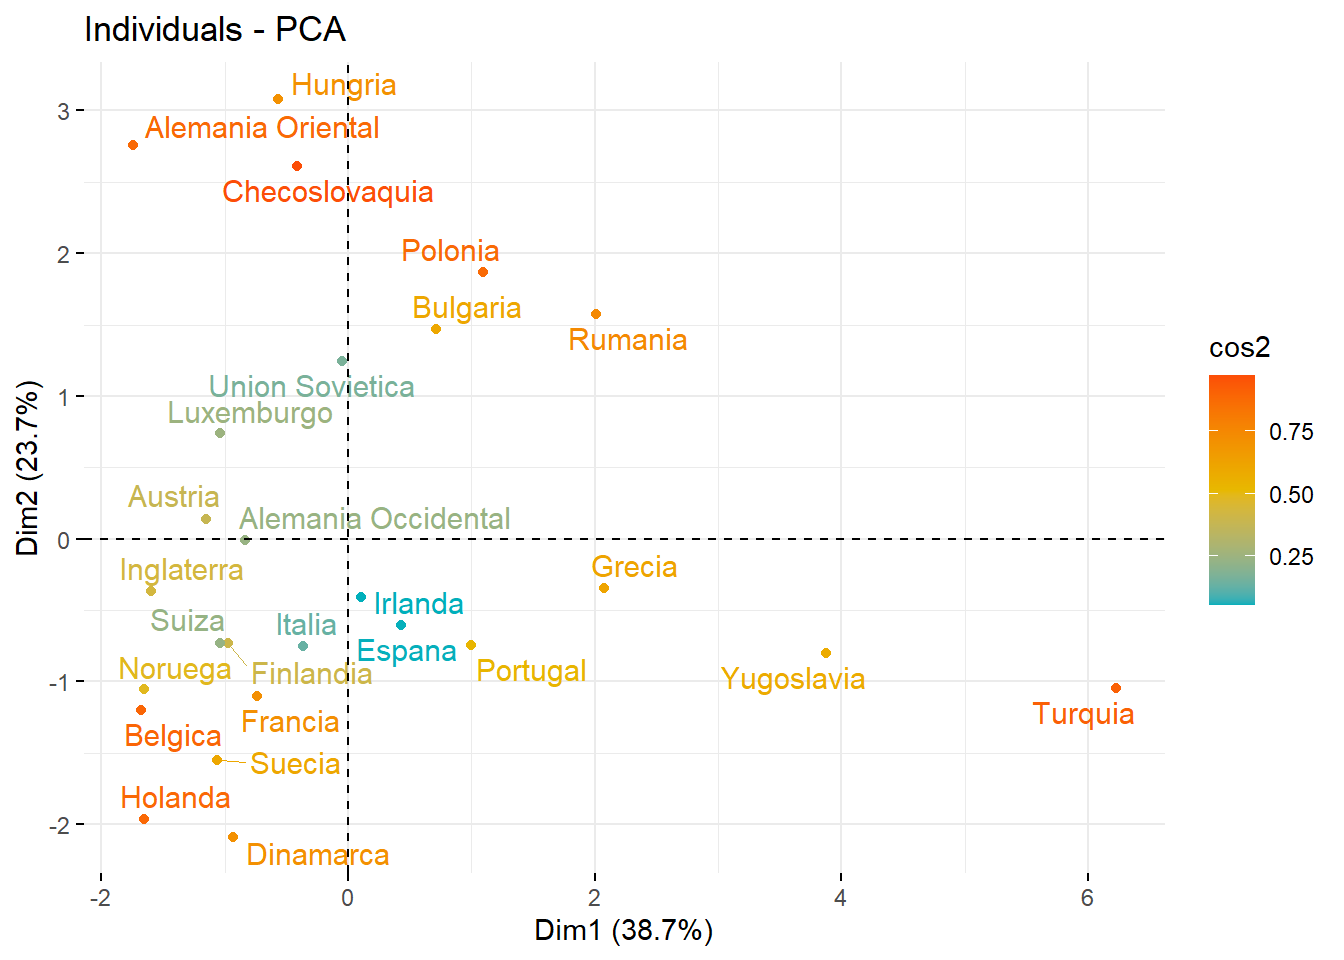 Individuals - PCA
Hungria
Alemania Oriental
Checoslovaquia
Polonia
Bulgaria
Rumania
Union Sovietica
Luxemburgo
Austria
Alemania Occidental
Inglaterra
Grecia
Irlanda
Suiza
Italia
Espana
Noruega
Finlandia
Portugal
Yugoslavia
Turquia
Francia
Belgica
Suecia
Holanda
Dinamarca
3
2
1
0
-1
-2
Dim2 (23.7%)
-2
0
2
4
6
Dim1 (38.7%)
cos2
0.75
0.50
0.25